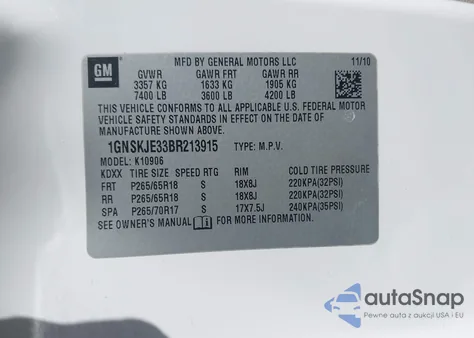 GM
MFD BY GENERAL MOTORS LLC 11/10
GVWR GAWR FRT GAWR RR
3357 KG 1633 KG 1905 KG
7400 LB 3600 LB 4200 LB
THIS VEHICLE CONFORMS TO ALL APPLICABLE U.S. FEDERAL MOTOR
VEHICLE SAFETY STANDARDS IN EFFECT ON THE DATE OF
MANUFACTURE SHOWN ABOVE.
1GNSKJE33BR213915 TYPE: M.P.V.
MODEL: K10906
KDXX TIRE SIZE SPEED RTG RIM COLD TIRE PRESSURE
FRT P265/65R18 S 18X8J 220KPA(32PSI)
RR P265/65R18 S 18X8J 220KPA(32PSI)
SPA P265/70R17 S 17X7.5J 240KPA(35PSI)
SEE OWNER'S MANUAL FOR MORE INFORMATION.
autoSnap
Pewne auta z USA i EU